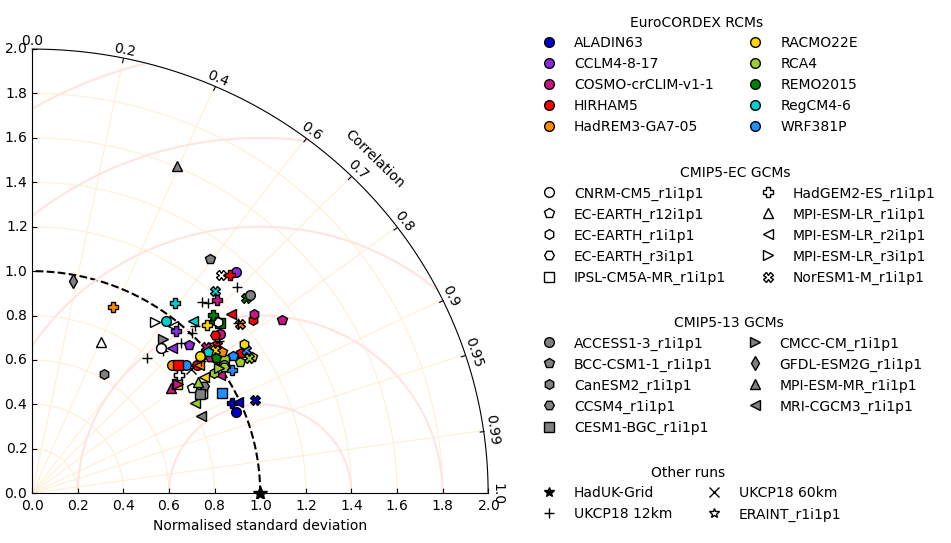 EuroCORDEX RCMs
ALADIN63
RACMO22E
CCLM4-8-17
RCA4
COSMO-crCLIM-v1-1
REMO2015
HIRHAM5
RegCM4-6
HadREM3-GA7-05
WRF381P
CMIP5-EC GCMs
CNRM-CM5_r1i1p1
HadGEM2-ES_r1i1p1
EC-EARTH_r12i1p1
MPI-ESM-LR_r1i1p1
EC-EARTH_r1i1p1
MPI-ESM-LR_r2i1p1
EC-EARTH_r3i1p1
MPI-ESM-LR_r3i1p1
IPSL-CM5A-MR_r1i1p1
NorESM1-M_r1i1p1
CMIP5-13 GCMs
ACCESS1-3_r1i1p1
CMCC-CM_r1i1p1
BCC-CSM1-1_r1i1p1
GFDL-ESM2G_r1i1p1
CanESM2_r1i1p1
MPI-ESM-MR_r1i1p1
CCSM4_r1i1p1
MRI-CGCM3_r1i1p1
CESM1-BGC_r1i1p1
Other runs
HadUK-Grid
UKCP18 60km
UKCP18 12km
ERAINT_r1i1p1
0.0
0.2
0.4
0.6
Correlation
0.7
0.8
0.9
0.95
0.99
1.0
2.0
1.8
1.6
1.4
1.2
1.0
0.8
0.6
0.4
0.2
0.0
0.0
0.2
0.4
0.6
0.8
1.0
1.2
1.4
1.6
1.8
2.0
Normalised standard deviation